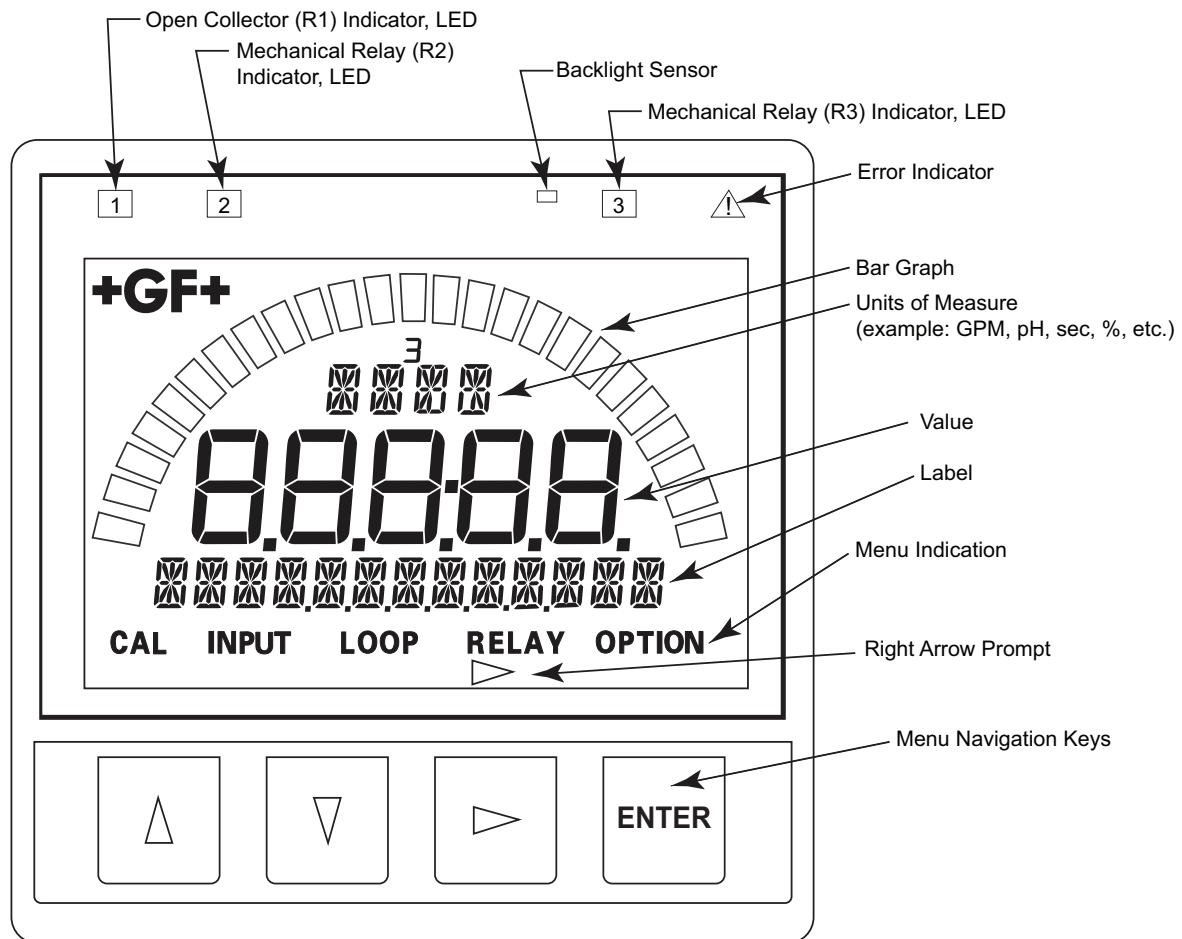 Open Collector (R1) Indicator, LED
Mechanical Relay (R2)
Indicator, LED
Backlight Sensor
Mechanical Relay (R3) Indicator, LED
Error Indicator
1
2
3
!
+GF+
Bar Graph
Units of Measure
(example: GPM, pH, sec, %, etc.)
3
Value
Label
Menu Indication
CAL INPUT LOOP RELAY OPTION
Right Arrow Prompt
Menu Navigation Keys
ENTER